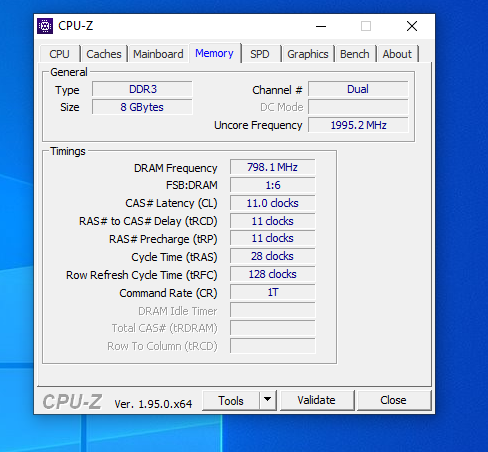 CPU-Z
CPU Caches Mainboard Memory SPD Graphics Bench About
General
Type DDR3 Channel # Dual
Size 8 GBytes DC Mode
Uncore Frequency 1995.2 MHz
Timings
DRAM Frequency 798.1 MHz
FSB:DRAM 1:6
CAS# Latency (CL) 11.0 clocks
RAS# to CAS# Delay (tRCD) 11 clocks
RAS# Precharge (tRP) 11 clocks
Cycle Time (tRAS) 28 clocks
Row Refresh Cycle Time (tRFC) 128 clocks
Command Rate (CR) 1T
DRAM Idle Timer
Total CAS# (tRDRAM)
Row To Column (tRCD)
CPU-Z Ver. 1.95.0.x64 Tools Validate Close